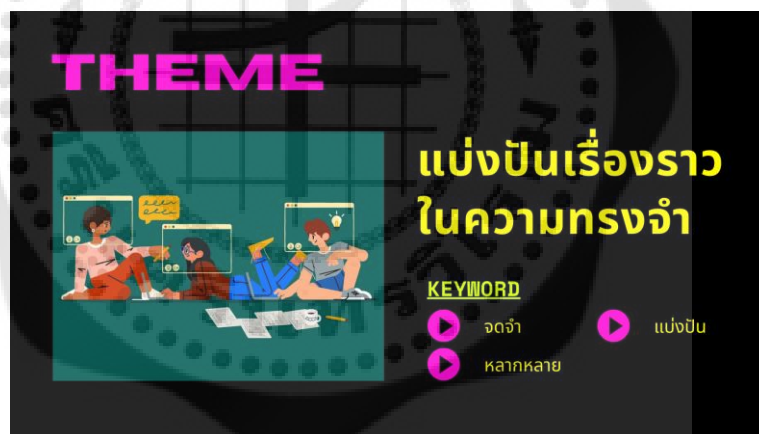 THEME
แบ่งปันเรื่องราว
ในความทรงจำ
KEYWORD
จดจำ
แบ่งปัน
หลากหลาย